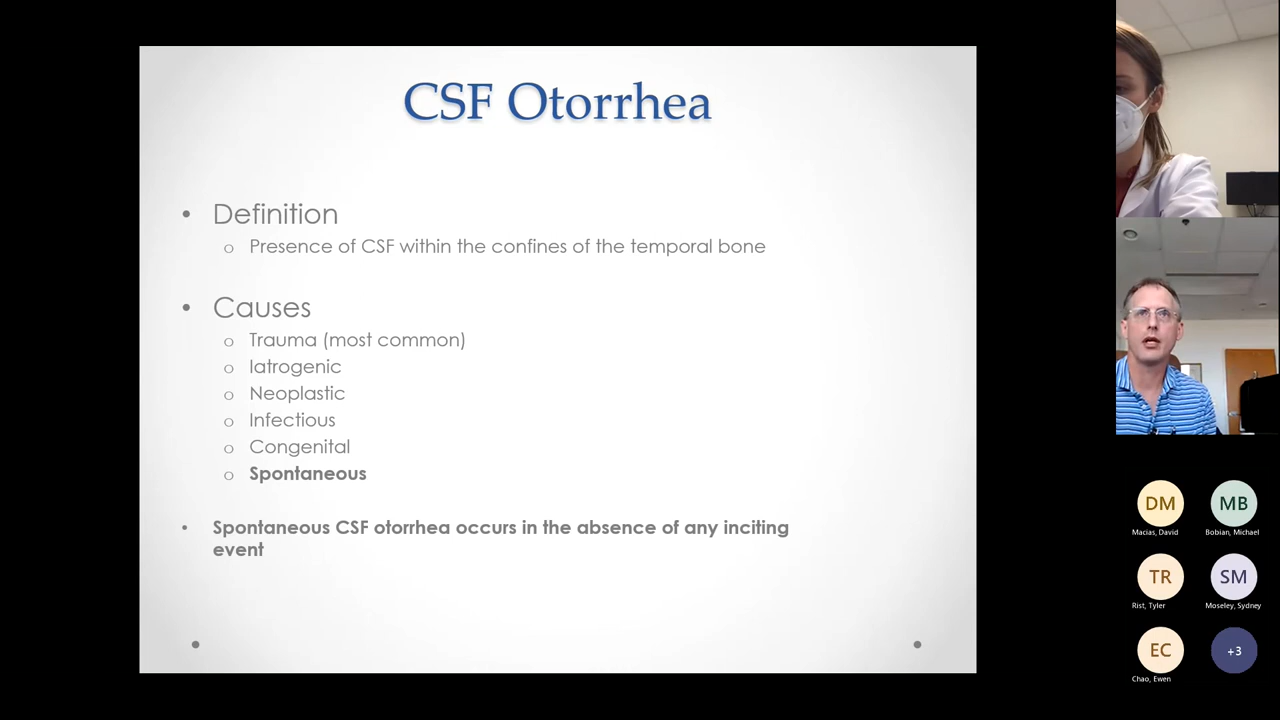 CSF Otorrhea
• Definition
o Presence of CSF within the confines of the temporal bone
• Causes
o Trauma (most common)
o Iatrogenic
o Neoplastic
o Infectious
o Congenital
o Spontaneous
• Spontaneous CSF otorrhea occurs in the absence of any inciting
event
DM
MB
Macias, David
Bobian, Michael
TR
SM
Rist, Tyler
Moseley, Sydney
EC
+3
Chao, Ewen